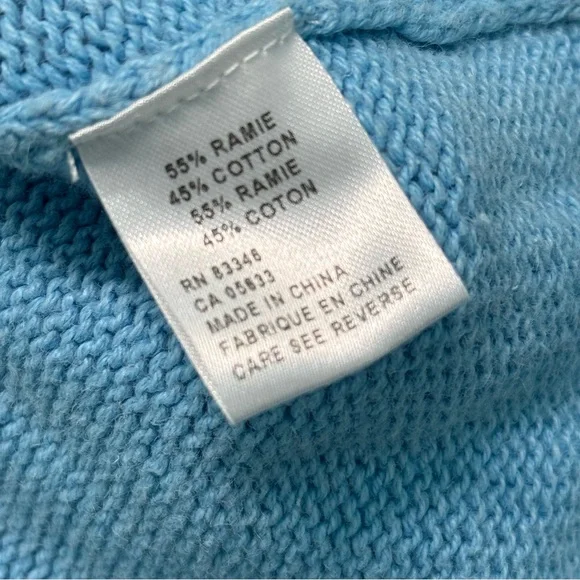 55% RAMIE
45% COTTON
55% RAMIE
45% COTON
RN 83346
CA 05833
MADE IN CHINA
FABRIQUE EN CHINE
CARE SEE REVERSE